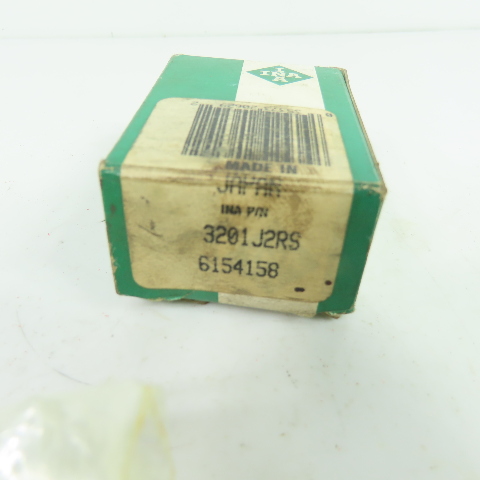 INA
MADE IN
JAPAN
INA P/N
3201J2RS
6154158